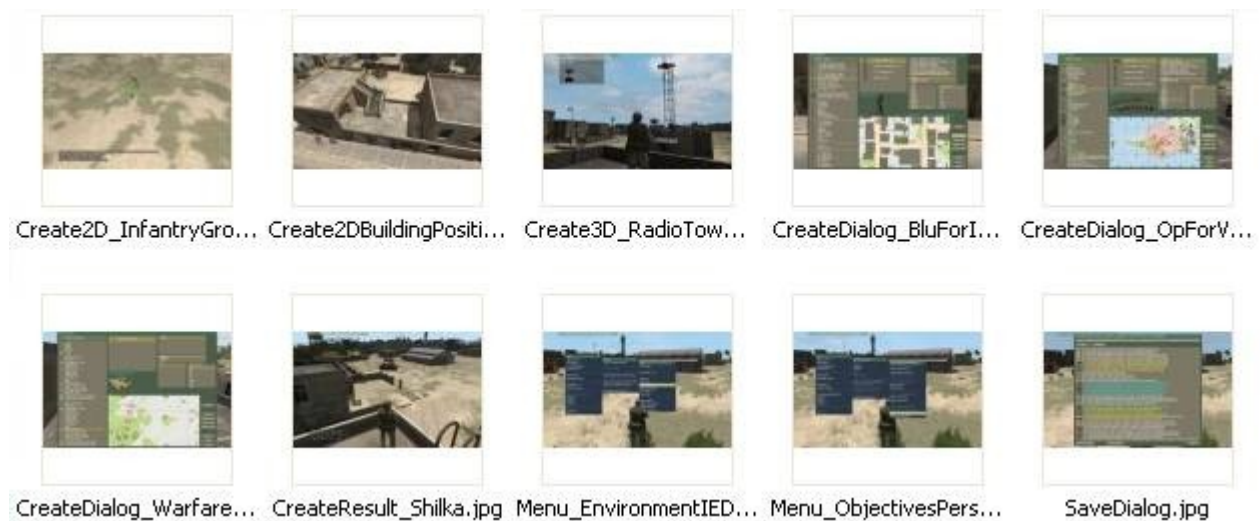 Create2D_InfantryGro... Create2DBuildingPositi... Create3D_RadioTow... CreateDialog_BluForI... CreateDialog_OpForV...
CreateDialog_Warfare... CreateResult_Shilka.jpg Menu_EnvironmentIED... Menu_ObjectivesPers... SaveDialog.jpg